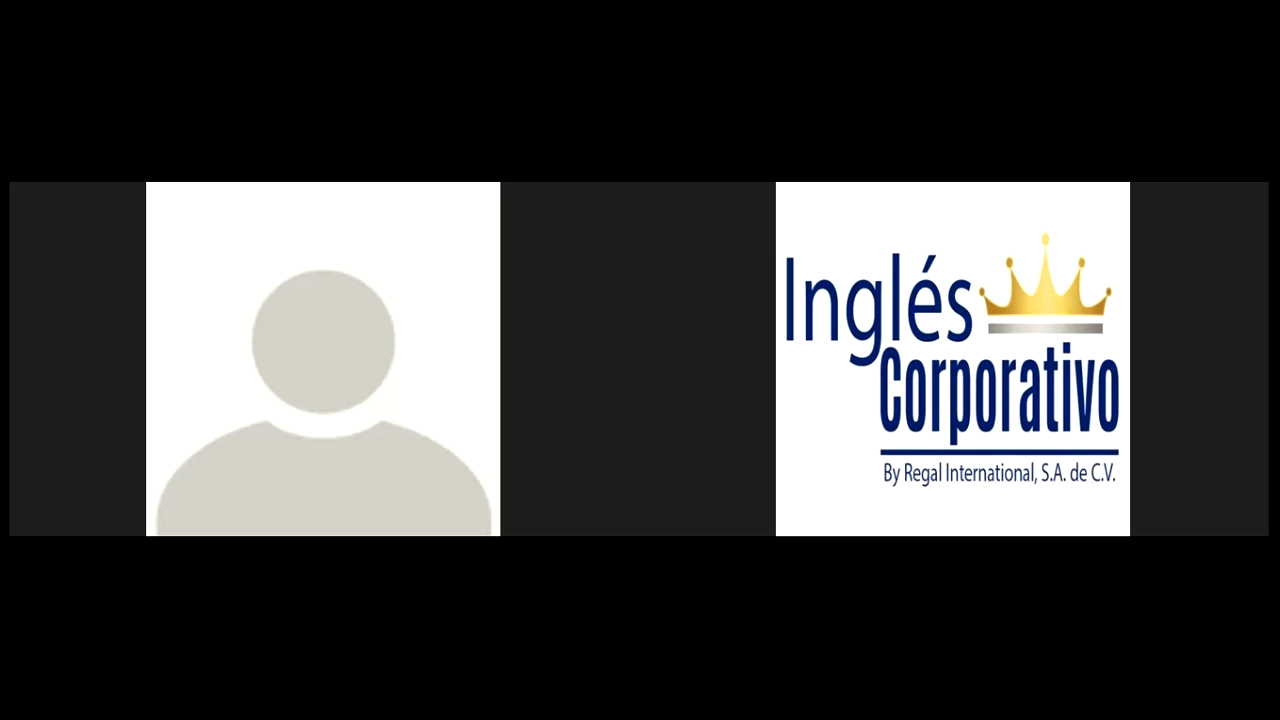 Inglés
Corporativo
By Regal International, S.A. de C.V.